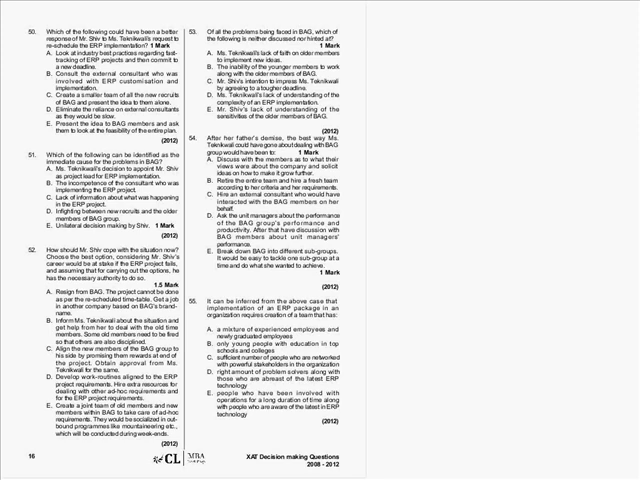 50. Which of the following could have been a better
response of Mr. Shiv to Ms. Teknikwali's request to
re-schedule the ERP implementation? 1 Mark
A. Look at industry best practices regarding fast-
tracking of ERP projects and then commit to
a new deadline.
B. Consult the external consultant who was
involved with ERP customisation and
implementation.
C. Create a smaller team of all the new recruits
of BAG and present the idea to them alone.
D. Eliminate the reliance on external consultants
as they would be slow.
E. Present the idea to BAG members and ask
them to look at the feasibility of the entire plan.
(2012)
51. Which of the following can be identified as the
immediate cause for the problems in BAG?
A. Ms. Teknikwali's decision to appoint Mr. Shiv
as project lead for ERP implementation.
B. The incompetence of the consultant who was
implementing the ERP project.
C. Lack of information about what was happening
in the ERP project.
D. Infighting between new recruits and the older
members of BAG group.
E. Unilateral decision making by Shiv. 1 Mark
(2012)
52. How should Mr. Shiv cope with the situation now?
Choose the best option, considering Mr. Shiv's
career would be at stake if the ERP project fails,
and assuming that for carrying out the options, he
has the necessary authority to do so.
1.5 Mark
A. Resign from BAG. The project cannot be done
as per the re-scheduled time-table. Get a job
in another company based on BAG's brand-
name.
B. Inform Ms. Teknikwali about the situation and
get help from her to deal with the old time
members. Some old members need to be fired
so that others are also disciplined.
C. Align the new members of the BAG group to
his side by promising them rewards at end of
the project. Obtain approval from Ms.
Teknikwali for the same.
D. Develop work-routines aligned to the ERP
project requirements. Hire extra resources for
dealing with other ad-hoc requirements and
for the ERP project requirements.
E. Create a joint team of old members and new
members within BAG to take care of ad-hoc
requirements. They would be socialized in out-
bound programmes like mountaineering etc.,
which will be conducted during week-ends.
(2012)
53. Of all the problems being faced in BAG, which of
the following is neither discussed nor hinted at?
1 Mark
A. Ms. Teknikwali's lack of faith on older members
to implement new ideas.
B. The inability of the younger members to work
along with the older members of BAG.
C. Mr. Shiv's intention to impress Ms. Teknikwali
by agreeing to a tougher deadline.
D. Ms. Teknikwali's lack of understanding of the
complexity of an ERP implementation.
E. Mr. Shiv's lack of understanding of the
sensitivities of the older members of BAG.
(2012)
54. After her father's demise, the best way Ms.
Teknikwali could have gone about dealing with BAG
group would have been to: 1 Mark
A. Discuss with the members as to what their
views were about the company and solicit
ideas on how to make it grow further.
B. Retire the entire team and hire a fresh team
according to her criteria and her requirements.
C. Hire an external consultant who would have
interacted with the BAG members on her
behalf.
D. Ask the unit managers about the performance
of the BAG group's performance and
productivity. After that have discussion with
BAG members about unit managers'
performance.
E. Break down BAG into different sub-groups.
It would be easy to tackle one sub-group at a
time and do what she wanted to achieve.
1 Mark
(2012)
55. It can be inferred from the above case that
implementation of an ERP package in an
organization requires creation of a team that has:
A. a mixture of experienced employees and
newly graduated employees
B. only young people with education in top
schools and colleges
C. sufficient number of people who are networked
with powerful stakeholders in the organization
D. right amount of problem solvers along with
those who are abreast of the latest ERP
technology
E. people who have been involved with
operations for a long duration of time along
with people who are aware of the latest in ERP
technology
(2012)
16
CL MBA
XAT Decision making Questions
2008 - 2012